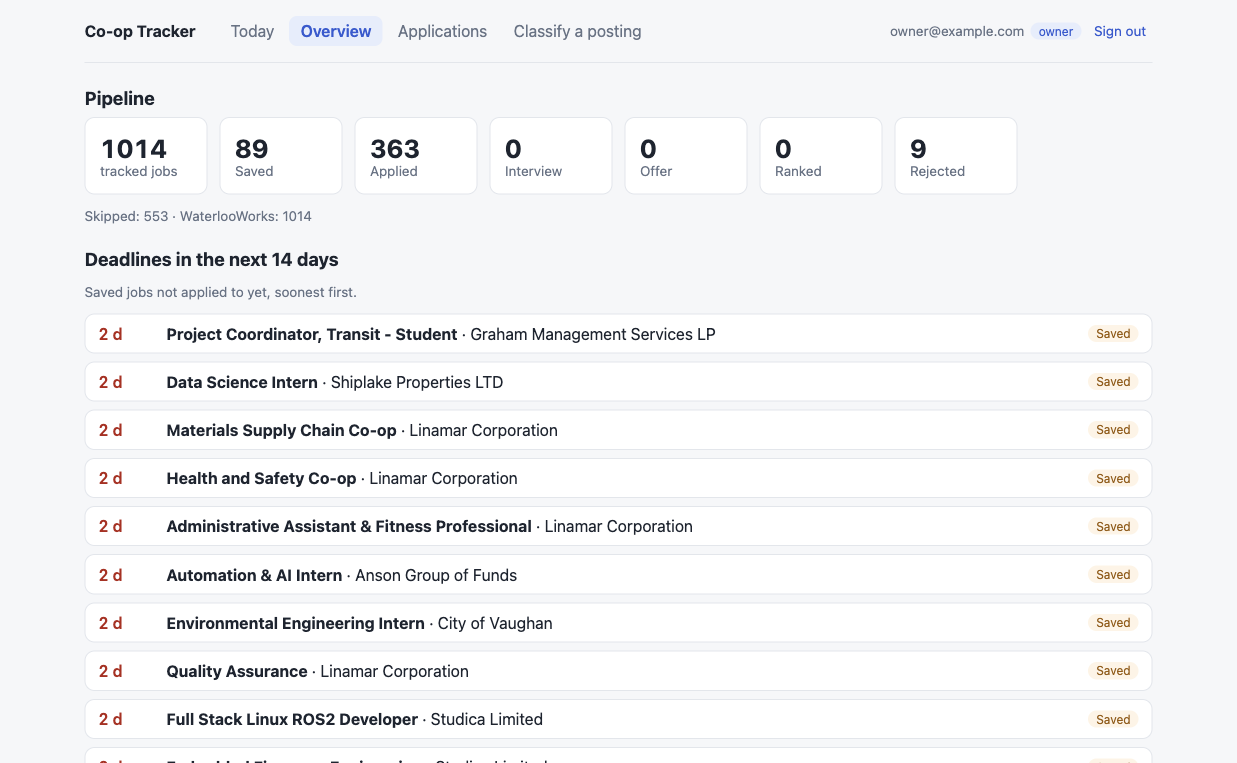 Co-op Tracker Today Overview Applications Classify a posting owner@example.com owner Sign out
Pipeline
1014 89 363 0 0 0 9
tracked jobs Saved Applied Interview Offer Ranked Rejected
Skipped: 553 · WaterlooWorks: 1014
Deadlines in the next 14 days
Saved jobs not applied to yet, soonest first.
2 d Project Coordinator, Transit - Student · Graham Management Services LP Saved
2 d Data Science Intern · Shiplake Properties LTD Saved
2 d Materials Supply Chain Co-op · Linamar Corporation Saved
2 d Health and Safety Co-op · Linamar Corporation Saved
2 d Administrative Assistant & Fitness Professional · Linamar Corporation Saved
2 d Automation & AI Intern · Anson Group of Funds Saved
2 d Environmental Engineering Intern · City of Vaughan Saved
2 d Quality Assurance · Linamar Corporation Saved
2 d Full Stack Linux ROS2 Developer · Studica Limited Saved